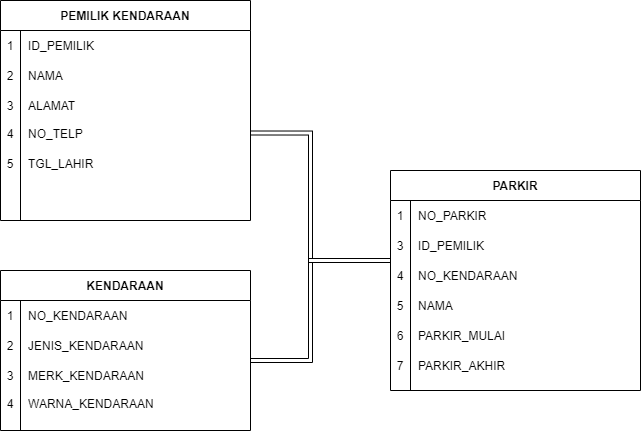 PEMILIK KENDARAAN
1 ID_PEMILIK
2 NAMA
3 ALAMAT
4 NO_TELP
5 TGL_LAHIR
KENDARAAN
1 NO_KENDARAAN
2 JENIS_KENDARAAN
3 MERK_KENDARAAN
4 WARNA_KENDARAAN
PARKIR
1 NO_PARKIR
3 ID_PEMILIK
4 NO_KENDARAAN
5 NAMA
6 PARKIR_MULAI
7 PARKIR_AKHIR